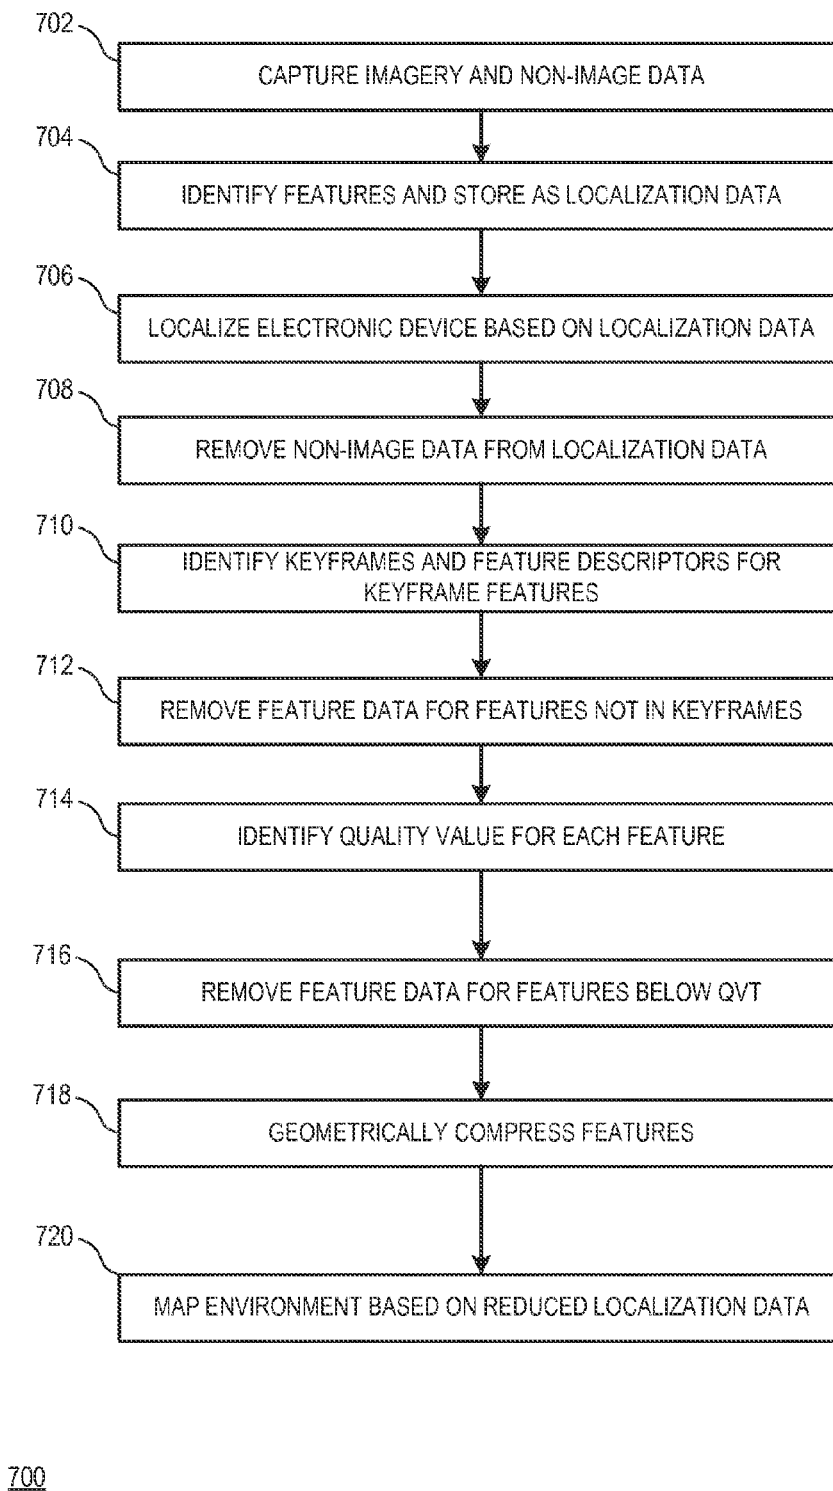 702
CAPTURE IMAGERY AND NON-IMAGE DATA
704
IDENTIFY FEATURES AND STORE AS LOCALIZATION DATA
706
LOCALIZE ELECTRONIC DEVICE BASED ON LOCALIZATION DATA
708
REMOVE NON-IMAGE DATA FROM LOCALIZATION DATA
710
IDENTIFY KEYFRAMES AND FEATURE DESCRIPTORS FOR
KEYFRAME FEATURES
712
REMOVE FEATURE DATA FOR FEATURES NOT IN KEYFRAMES
714
IDENTIFY QUALITY VALUE FOR EACH FEATURE
716
REMOVE FEATURE DATA FOR FEATURES BELOW QVT
718
GEOMETRICALLY COMPRESS FEATURES
720
MAP ENVIRONMENT BASED ON REDUCED LOCALIZATION DATA
700